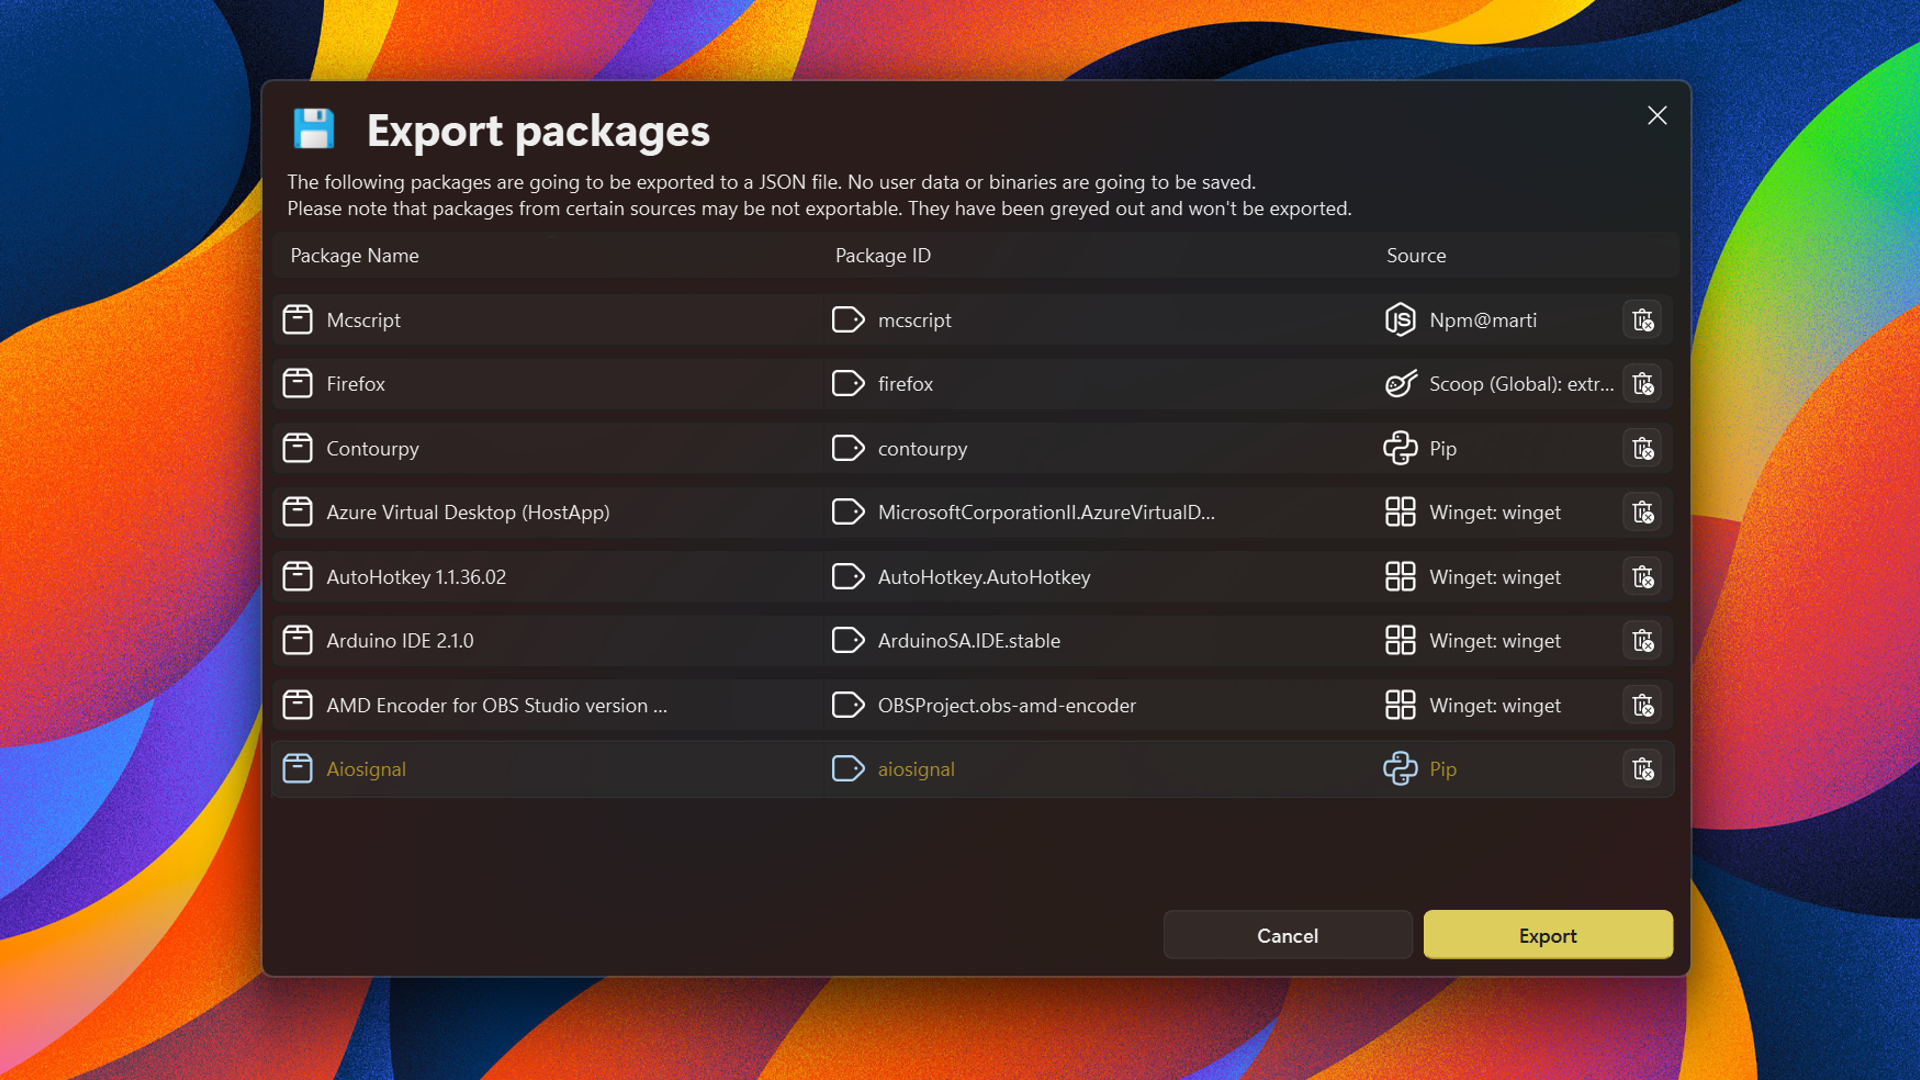 Export packages
The following packages are going to be exported to a JSON file. No user data or binaries are going to be saved.
Please note that packages from certain sources may be not exportable. They have been greyed out and won't be exported.
Package Name Package ID Source
Mcscript mcscript Npm@marti
Firefox firefox Scoop (Global): extr...
Contourpy contourpy Pip
Azure Virtual Desktop (HostApp) MicrosoftCorporationII.AzureVirtualD... Winget: winget
AutoHotkey 1.1.36.02 AutoHotkey.AutoHotkey Winget: winget
Arduino IDE 2.1.0 ArduinoSA.IDE.stable Winget: winget
AMD Encoder for OBS Studio version ... OBSProject.obs-amd-encoder Winget: winget
Aiosignal aiosignal Pip
Cancel Export